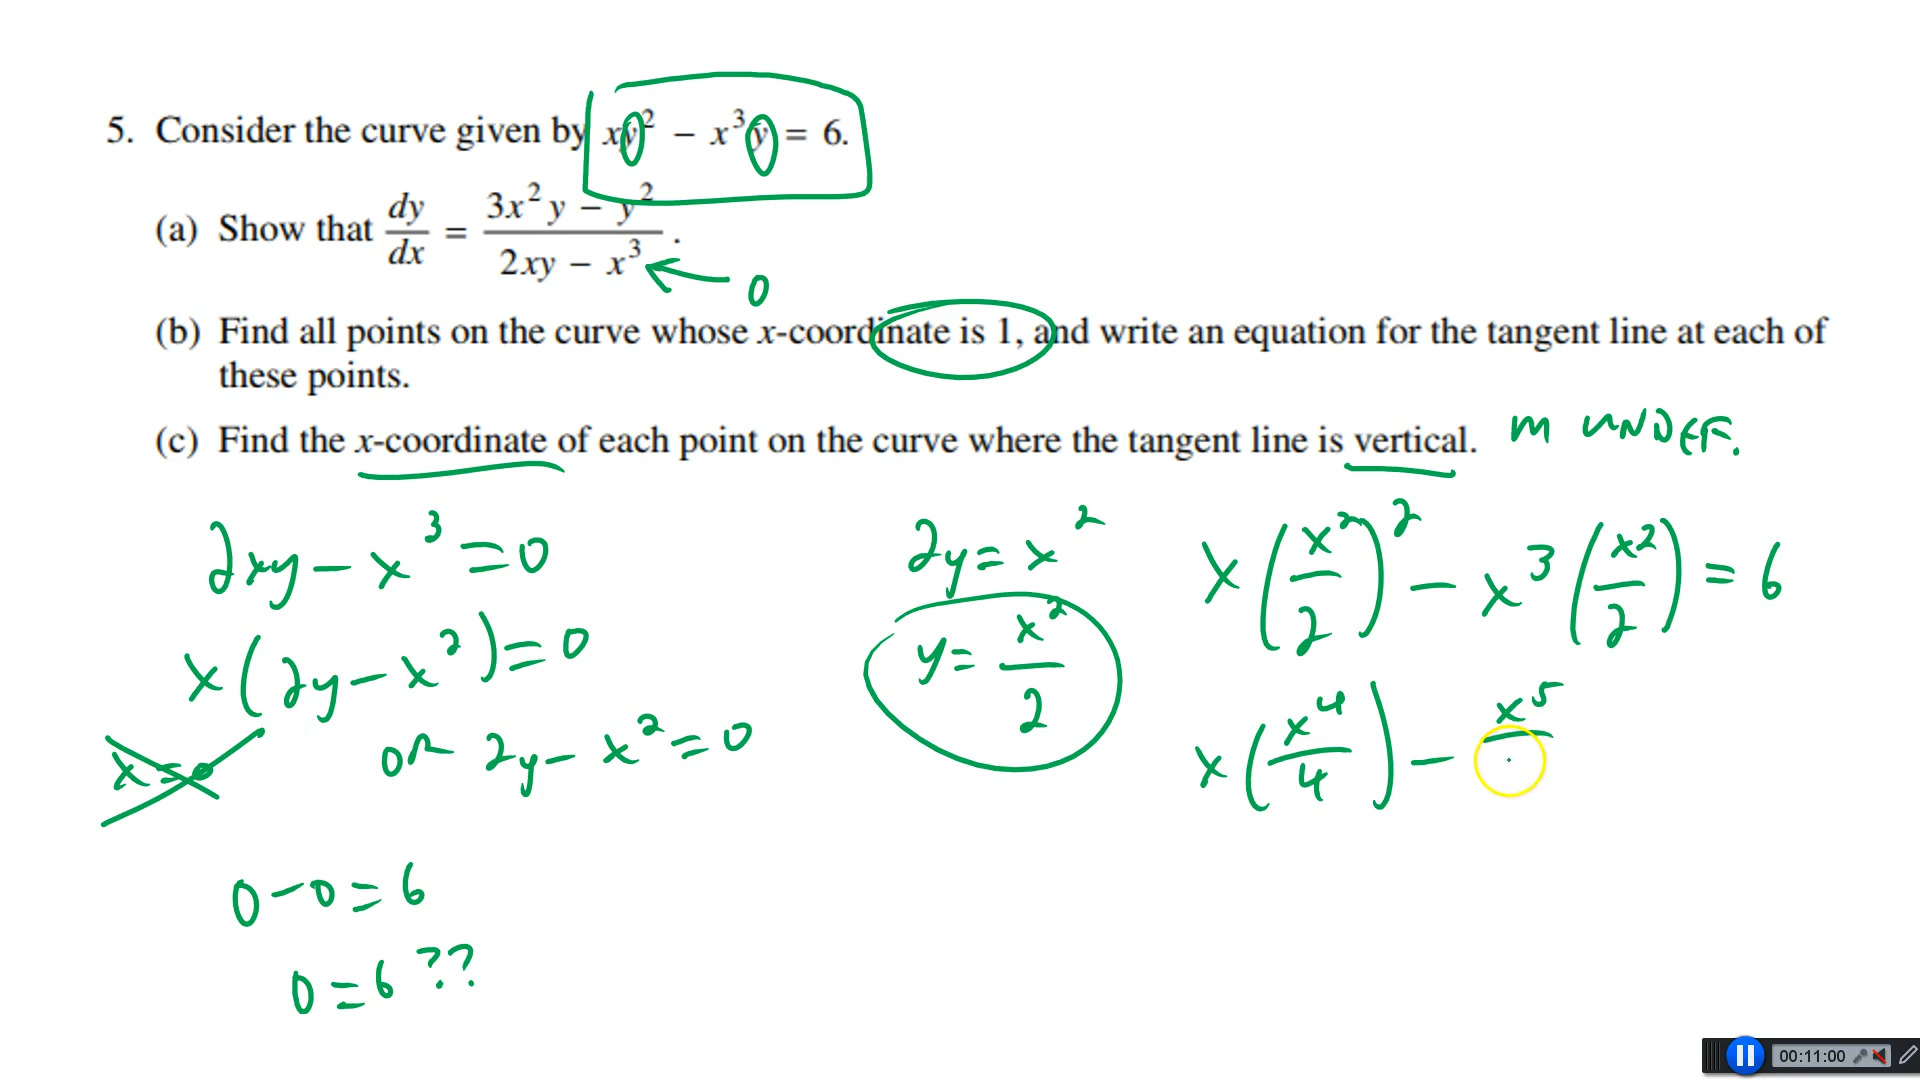 5. Consider the curve given by xy² − x³y = 6.
(a) Show that dy/dx = (3x²y − y²)/(2xy − x³). ← 0
(b) Find all points on the curve whose x-coordinate is 1, and write an equation for the tangent line at each of
these points.
(c) Find the x-coordinate of each point on the curve where the tangent line is vertical. m UNDEF.
2xy − x³ = 0
x(2y − x²) = 0
x = 0 or 2y − x² = 0
0 − 0 = 6
0 = 6 ??
2y = x²
y = x²/2
x(x²/2)² − x³(x²/2) = 6
x(x⁴/4) − x⁵/
00:11:00